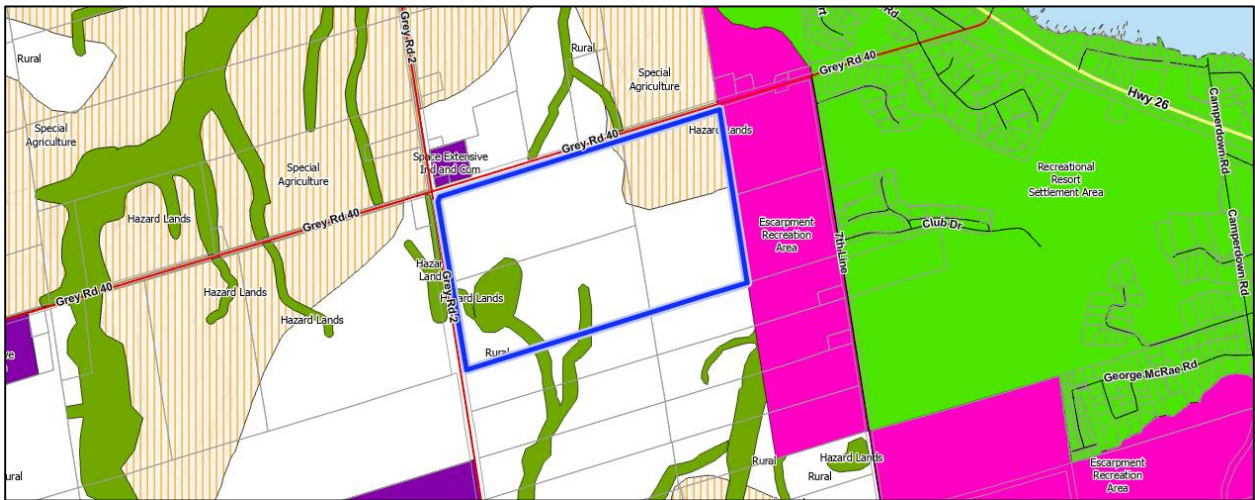 Rural
Special
Agriculture
Special
Agriculture
Hazard Lands
Hazard Lands
Hazard Lands
Grey Rd 40
Grey Rd 40
Grey Rd 2
Rural
Special
Agriculture
Space Extensive
Ind and Com
Grey Rd 40
Hazard Lands
Grey Rd 40
Grey Rd 2
Hazard Lands
Rural
Escarpment
Recreation
Area
7th Line
Rd
Hwy 26
Camperdown Rd
Recreational
Resort
Settlement Area
Club Dr
Camperdown Rd
George McRae Rd
Rural
Rural
Hazard Lands
Escarpment
Recreation
Area